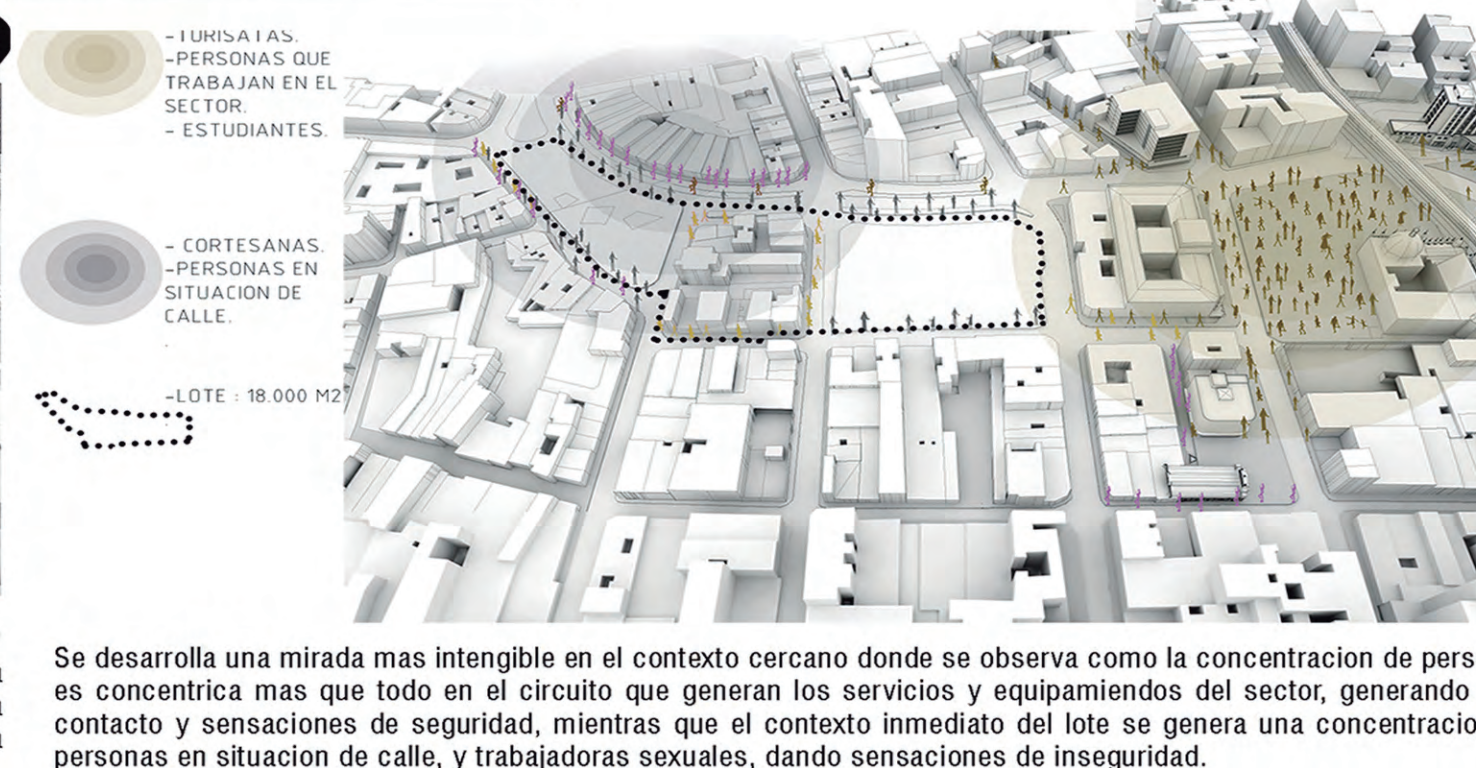 - TURISATAS.
-PERSONAS QUE
TRABAJAN EN EL
SECTOR.
- ESTUDIANTES.
- CORTESANAS.
-PERSONAS EN
SITUACION DE
CALLE.
-LOTE : 18.000 M2
Se desarrolla una mirada mas intengible en el contexto cercano donde se observa como la concentracion de pers
es concentrica mas que todo en el circuito que generan los servicios y equipamiendos del sector, generando
contacto y sensaciones de seguridad, mientras que el contexto inmediato del lote se genera una concentracio
personas en situacion de calle, y trabajadoras sexuales, dando sensaciones de inseguridad.